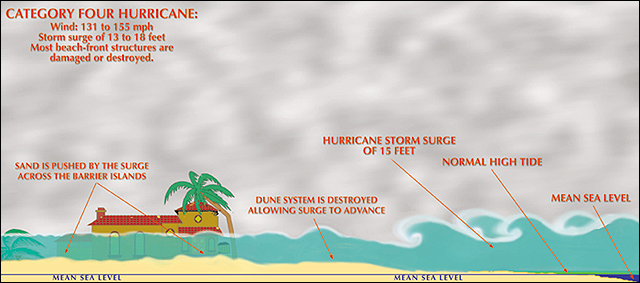 CATEGORY FOUR HURRICANE:
Wind: 131 to 155 mph
Storm surge of 13 to 18 feet
Most beach-front structures are
damaged or destroyed.
HURRICANE STORM SURGE
OF 15 FEET
NORMAL HIGH TIDE
SAND IS PUSHED BY THE SURGE
ACROSS THE BARRIER ISLANDS
DUNE SYSTEM IS DESTROYED
ALLOWING SURGE TO ADVANCE
MEAN SEA LEVEL
MEAN SEA LEVEL
MEAN SEA LEVEL